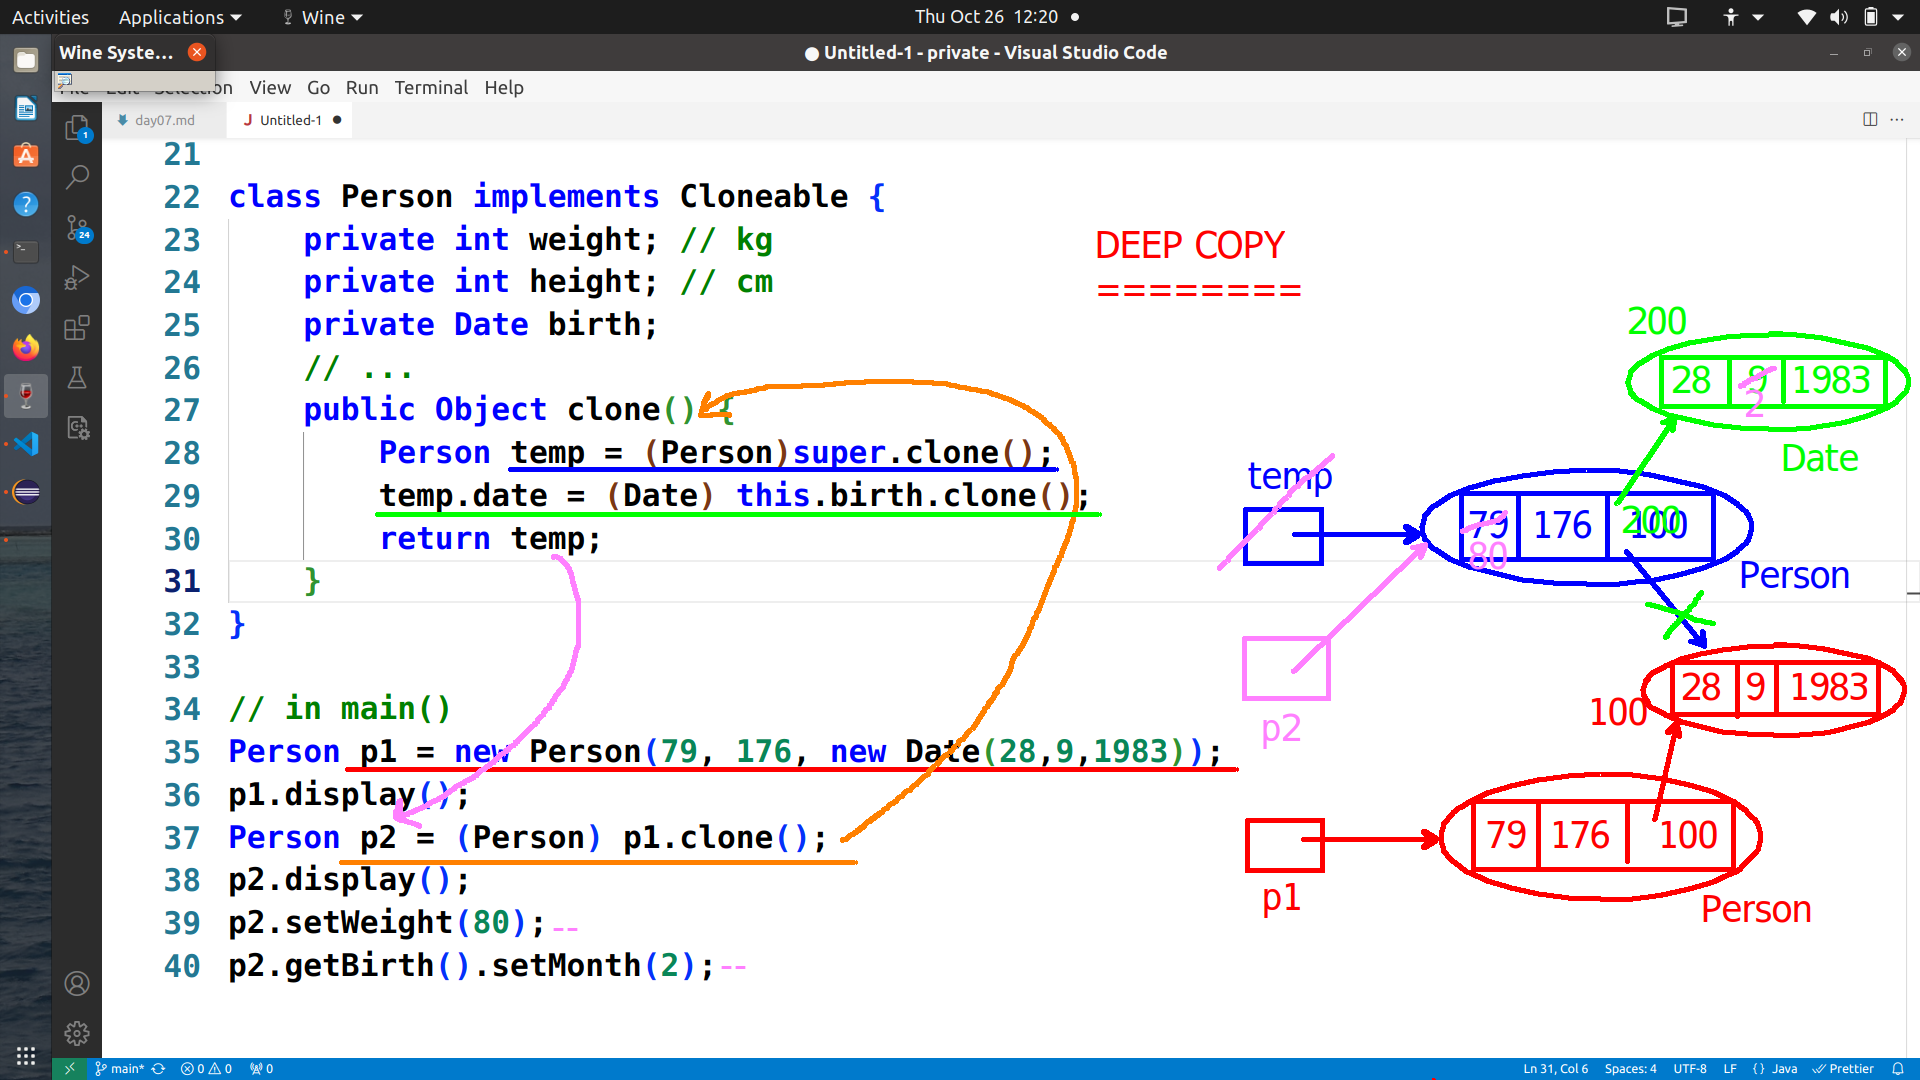 Activities Applications Wine Thu Oct 26 12:20
Wine Syste...
Untitled-1 - private - Visual Studio Code
Selection View Go Run Terminal Help
day07.md J Untitled-1
1
24
21
22 class Person implements Cloneable {
23 private int weight; // kg
24 private int height; // cm
25 private Date birth;
26 // ...
27 public Object clone() {
28 Person temp = (Person)super.clone();
29 temp.date = (Date) this.birth.clone();
30 return temp;
31 }
32 }
33
34 // in main()
35 Person p1 = new Person(79, 176, new Date(28,9,1983));
36 p1.display();
37 Person p2 = (Person) p1.clone();
38 p2.display();
39 p2.setWeight(80); --
40 p2.getBirth().setMonth(2); --
DEEP COPY
========
200
28 9 1983
2
Date
temp
79 176 100
200
80
Person
p2
28 9 1983
100
79 176 100
p1
Person
main* 0 0 0 Ln 31, Col 6 Spaces: 4 UTF-8 LF {} Java Prettier